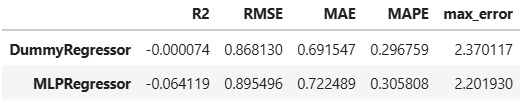 R2 RMSE MAE MAPE max_error
DummyRegressor -0.000074 0.868130 0.691547 0.296759 2.370117
MLPRegressor -0.064119 0.895496 0.722489 0.305808 2.201930